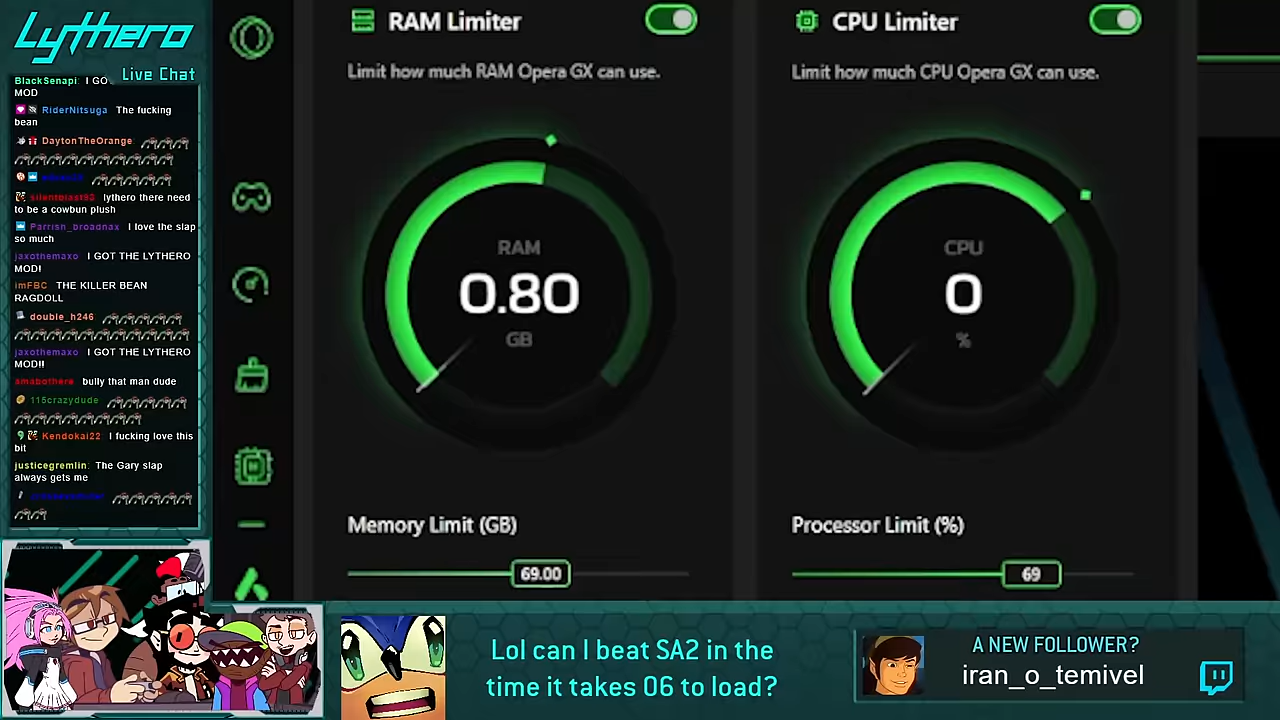 Lythero
Live Chat
BlackSenapi: I GO
MOD
RiderNitsuga The fucking
bean
DaytonTheOrange:
silentblast93 lythero there need
to be a cowbun plush
Parrish_broadnax I love the slap
so much
jaxothemaxo I GOT THE LYTHERO
MOD!
imFBC THE KILLER BEAN
RAGDOLL
double_h246
jaxothemaxo I GOT THE LYTHERO
MOD!!
amabothere bully that man dude
115crazydude
Kendokai22 I fucking love this
bit
justicegremlin: The Gary slap
always gets me
RAM Limiter
Limit how much RAM Opera GX can use.
RAM
0.80
GB
Memory Limit (GB)
69.00
CPU Limiter
Limit how much CPU Opera GX can use.
CPU
0
%
Processor Limit (%)
69
Lol can I beat SA2 in the
time it takes 06 to load?
A NEW FOLLOWER?
iran_o_temivel